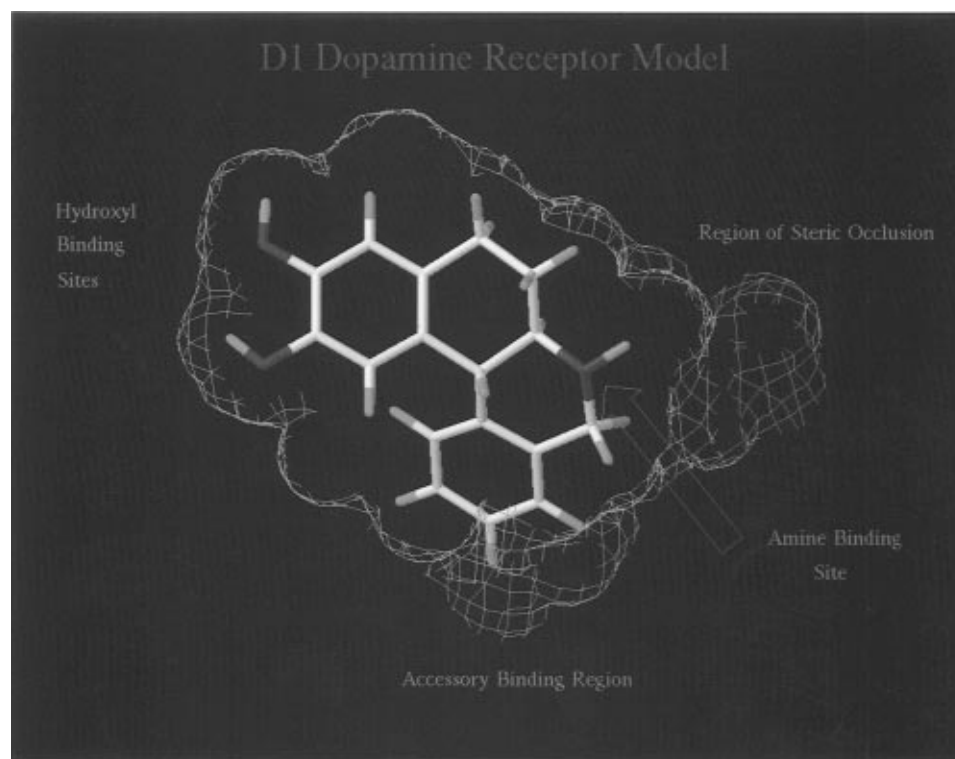 D1 Dopamine Receptor Model
Hydroxyl
Binding
Sites
Region of Steric Occlusion
Amine Binding
Site
Accessory Binding Region